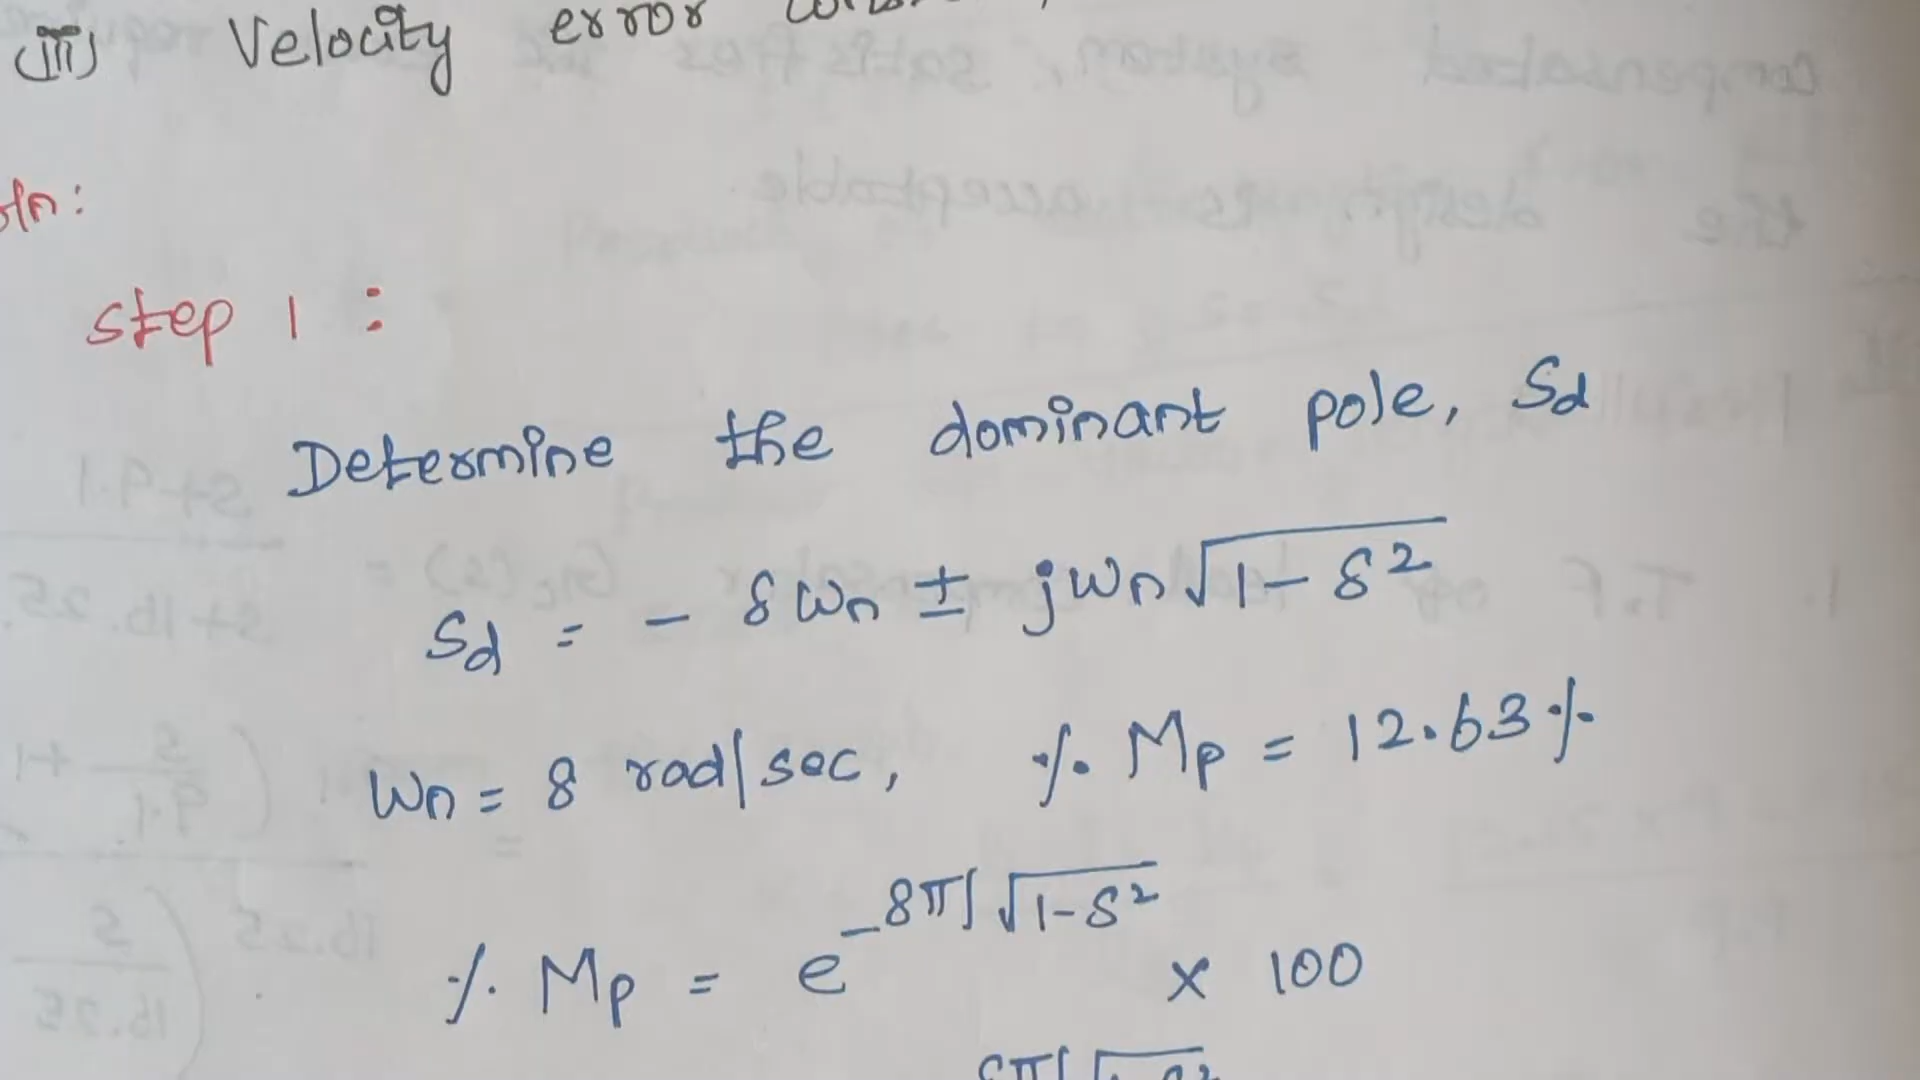 (iii) Velocity error
oln:
step 1 :
Determine the dominant pole, Sd
Sd = - δωn ± jωn√1-δ²
ωn = 8 rad/sec, % Mp = 12.63 %
% Mp = e^-δπ/√1-δ² × 100